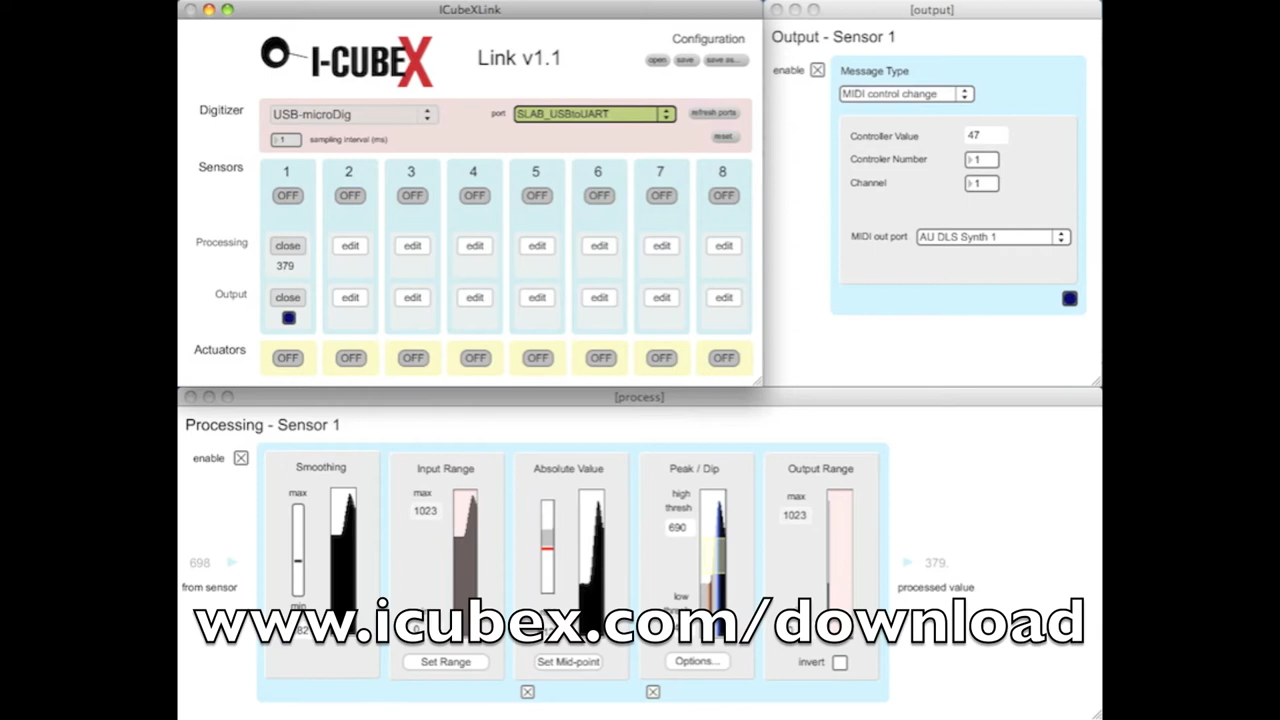 ICubeXLink
I-CUBEX
Link v1.1
Configuration
open save save as...
Digitizer
USB-microDig
port
SLAB_USBtoUART
refresh ports
1
sampling interval (ms)
reset
Sensors
1 2 3 4 5 6 7 8
OFF OFF OFF OFF OFF OFF OFF OFF
Processing
close edit edit edit edit edit edit edit
379
Output
close edit edit edit edit edit edit edit
Actuators
OFF OFF OFF OFF OFF OFF OFF OFF
[output]
Output - Sensor 1
enable
Message Type
MIDI control change
Controller Value 47
Controler Number 1
Channel 1
MIDI out port AU DLS Synth 1
[process]
Processing - Sensor 1
enable
Smoothing
max
min
Input Range
max
1023
Set Range
Absolute Value
Set Mid-point
Peak / Dip
high
thresh
690
low
Options...
Output Range
max
1023
invert
698
from sensor
379.
processed value
www.icubex.com/download